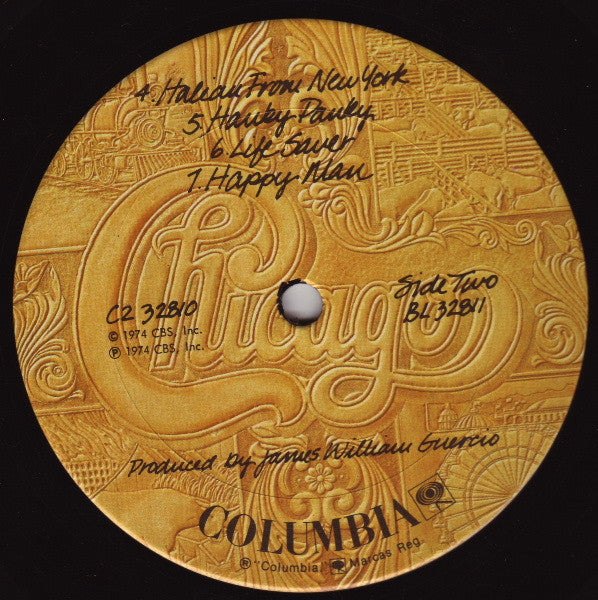 4. Italian From New York
5. Hanky Panky
6. Life Saver
7. Happy Man
Chicago
C2 32810
© 1974 CBS, Inc.
℗ 1974 CBS, Inc.
Side Two
BL 32811
Produced by James William Guercio
COLUMBIA
® "Columbia," Marcas Reg.